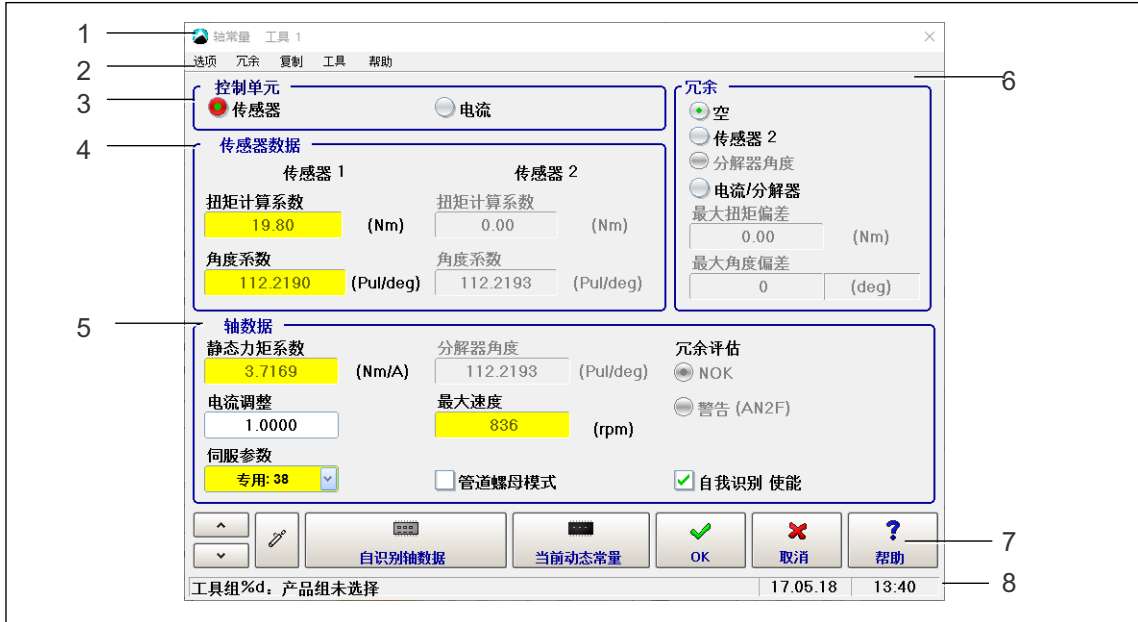 1 轴常量 工具 1
2 选项 冗余 复制 工具 帮助
6
3 控制单元
传感器 电流
4 传感器数据
传感器 1 传感器 2
扭矩计算系数 扭矩计算系数
19.80 (Nm) 0.00 (Nm)
角度系数 角度系数
112.2190 (Pul/deg) 112.2193 (Pul/deg)
冗余
空
传感器 2
分解器角度
电流/分解器
最大扭矩偏差
0.00 (Nm)
最大角度偏差
0 (deg)
5 轴数据
静态力矩系数 分解器角度 冗余评估
3.7169 (Nm/A) 112.2193 (Pul/deg) NOK
电流调整 最大速度 警告 (AN2F)
1.0000 836 (rpm)
伺服参数
专用: 38 管道螺母模式 自我识别 使能
自识别轴数据 当前动态常量 OK 取消 ? 帮助 7
工具组%d，产品组未选择 17.05.18 13:40 8